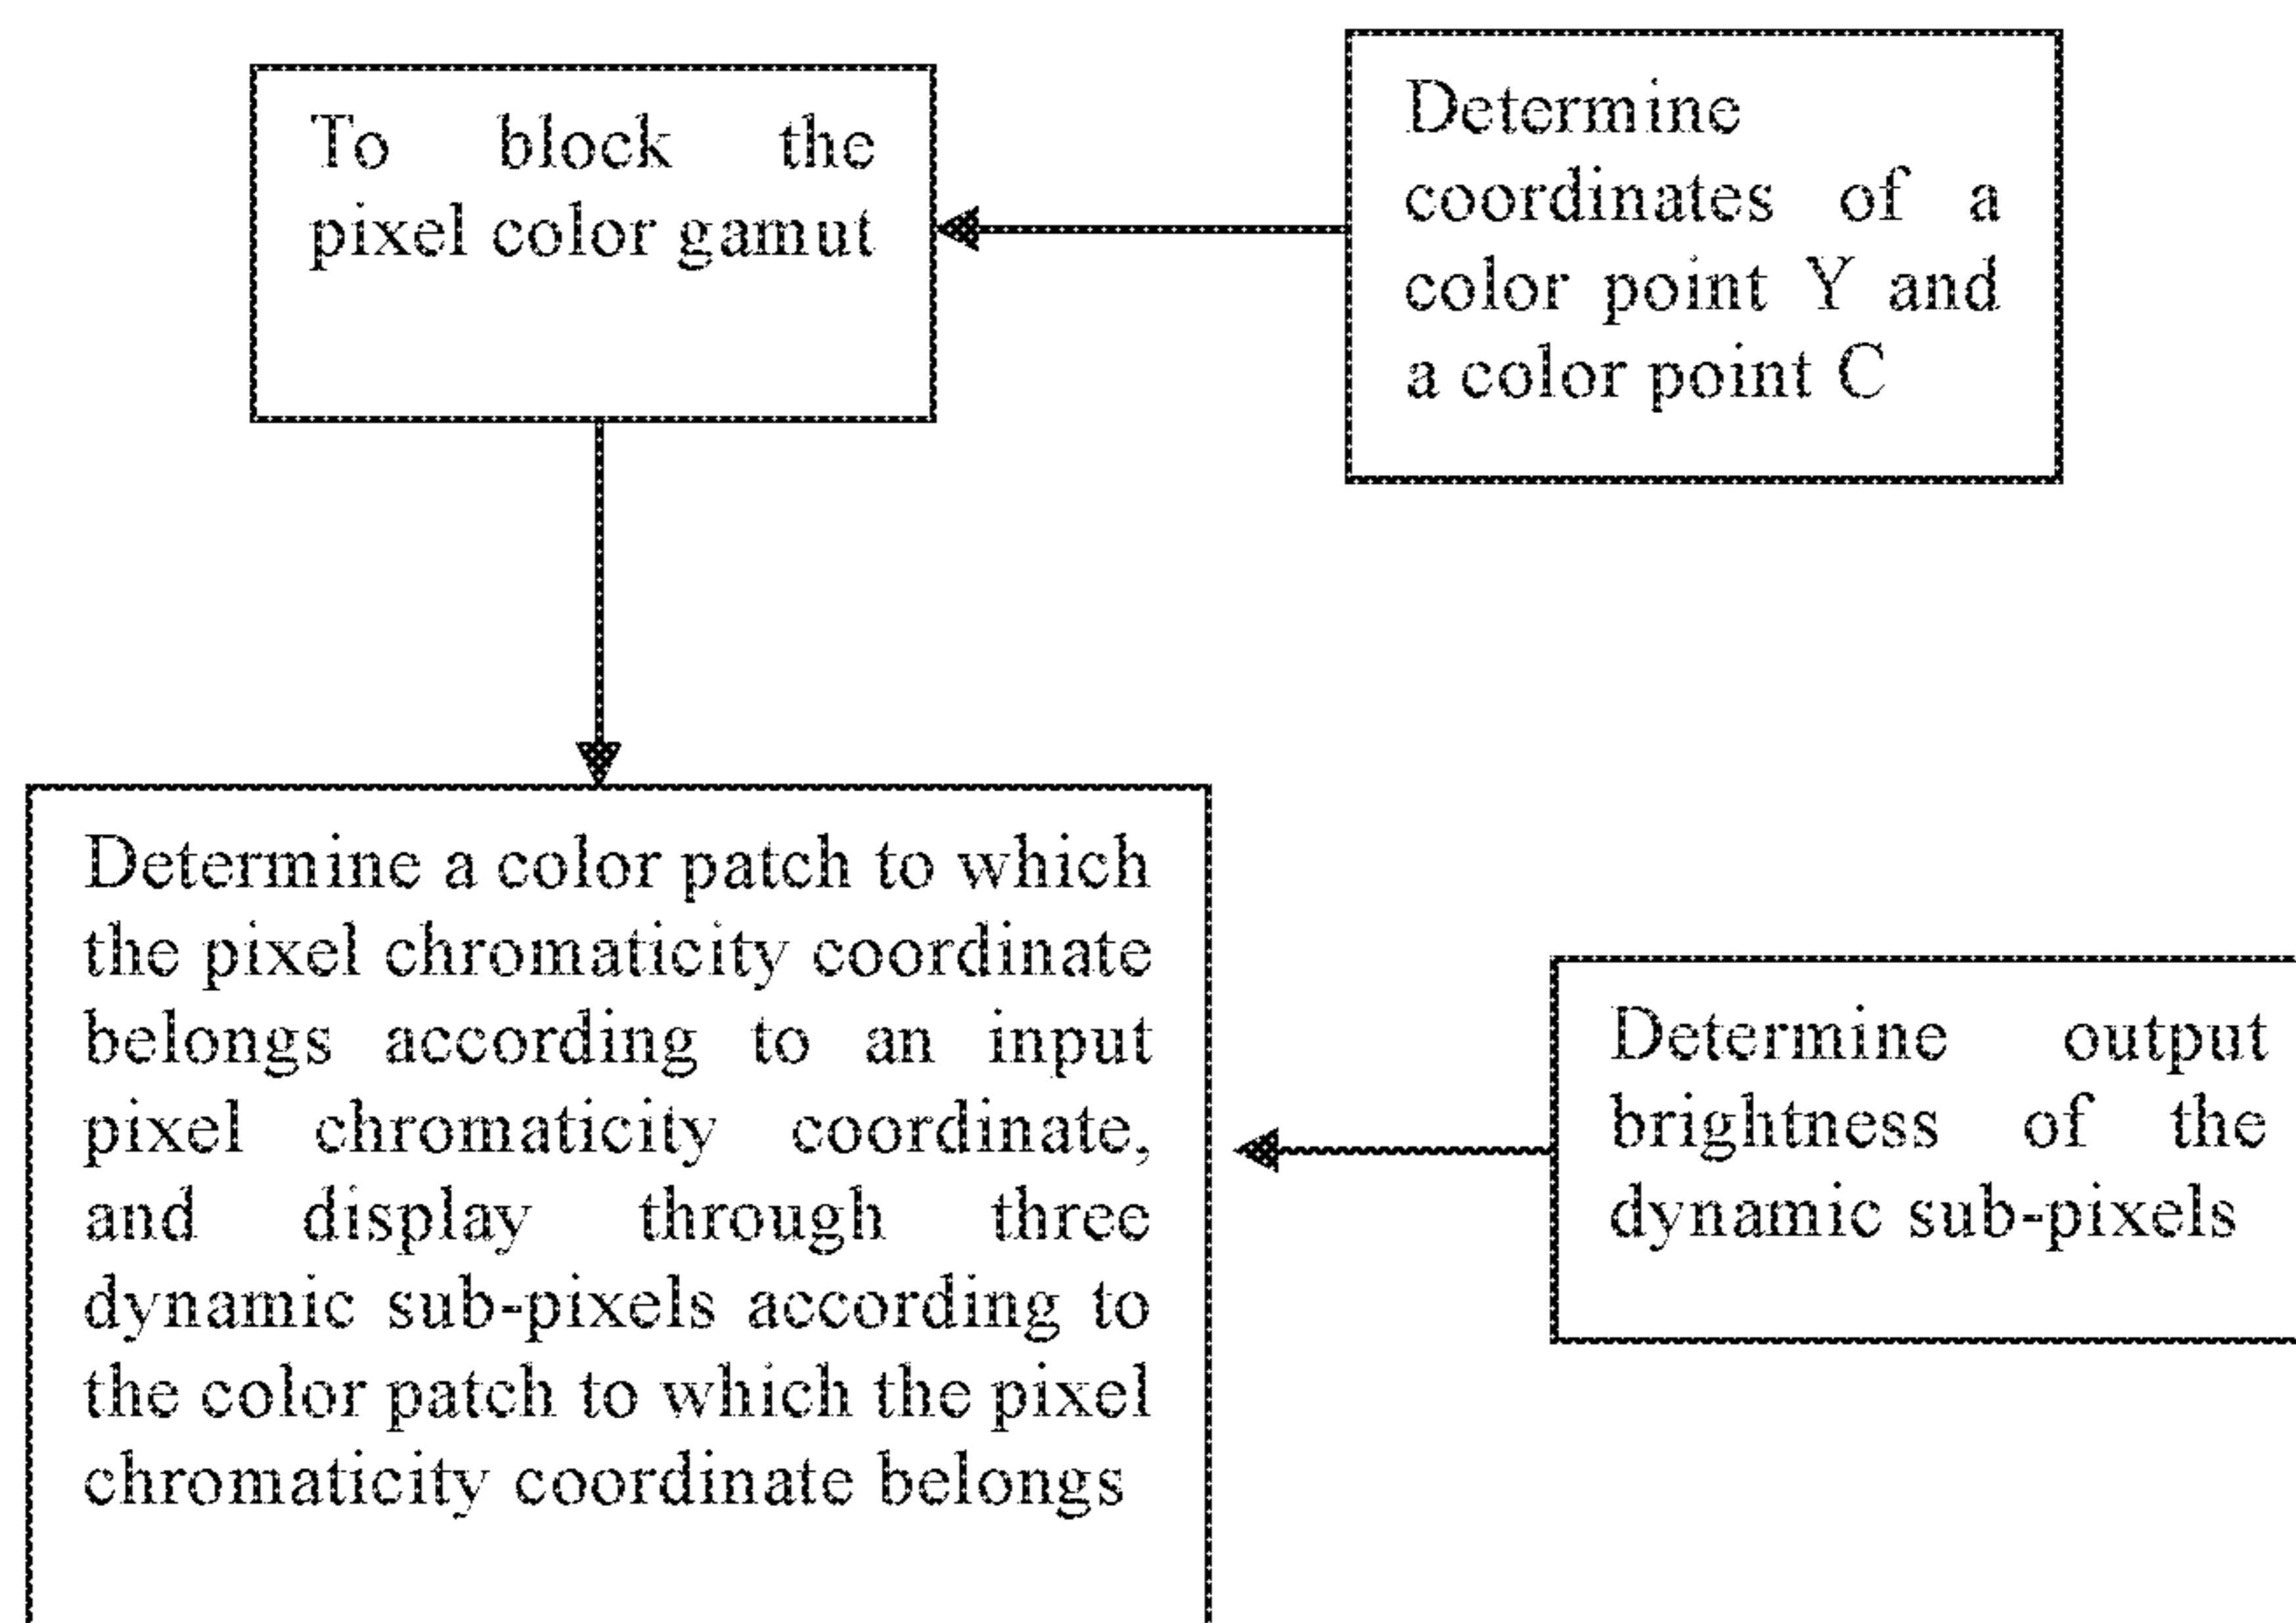 To block the
pixel color gamut
Determine
coordinates of a
color point Y and
a color point C
Determine a color patch to which
the pixel chromaticity coordinate
belongs according to an input
pixel chromaticity coordinate,
and display through three
dynamic sub-pixels according to
the color patch to which the pixel
chromaticity coordinate belongs
Determine output
brightness of the
dynamic sub-pixels